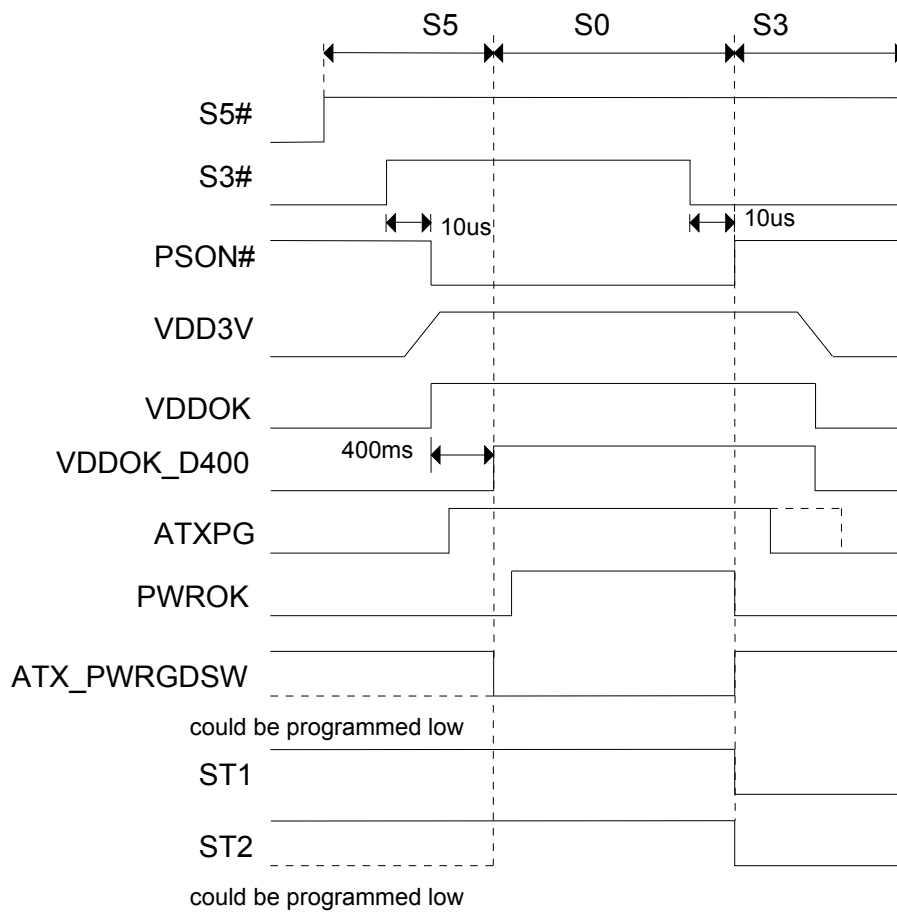 S5 S0 S3
S5#
S3#
10us 10us
PSON#
VDD3V
VDDOK
400ms
VDDOK_D400
ATXPG
PWROK
ATX_PWRGDSW
could be programmed low
ST1
ST2
could be programmed low